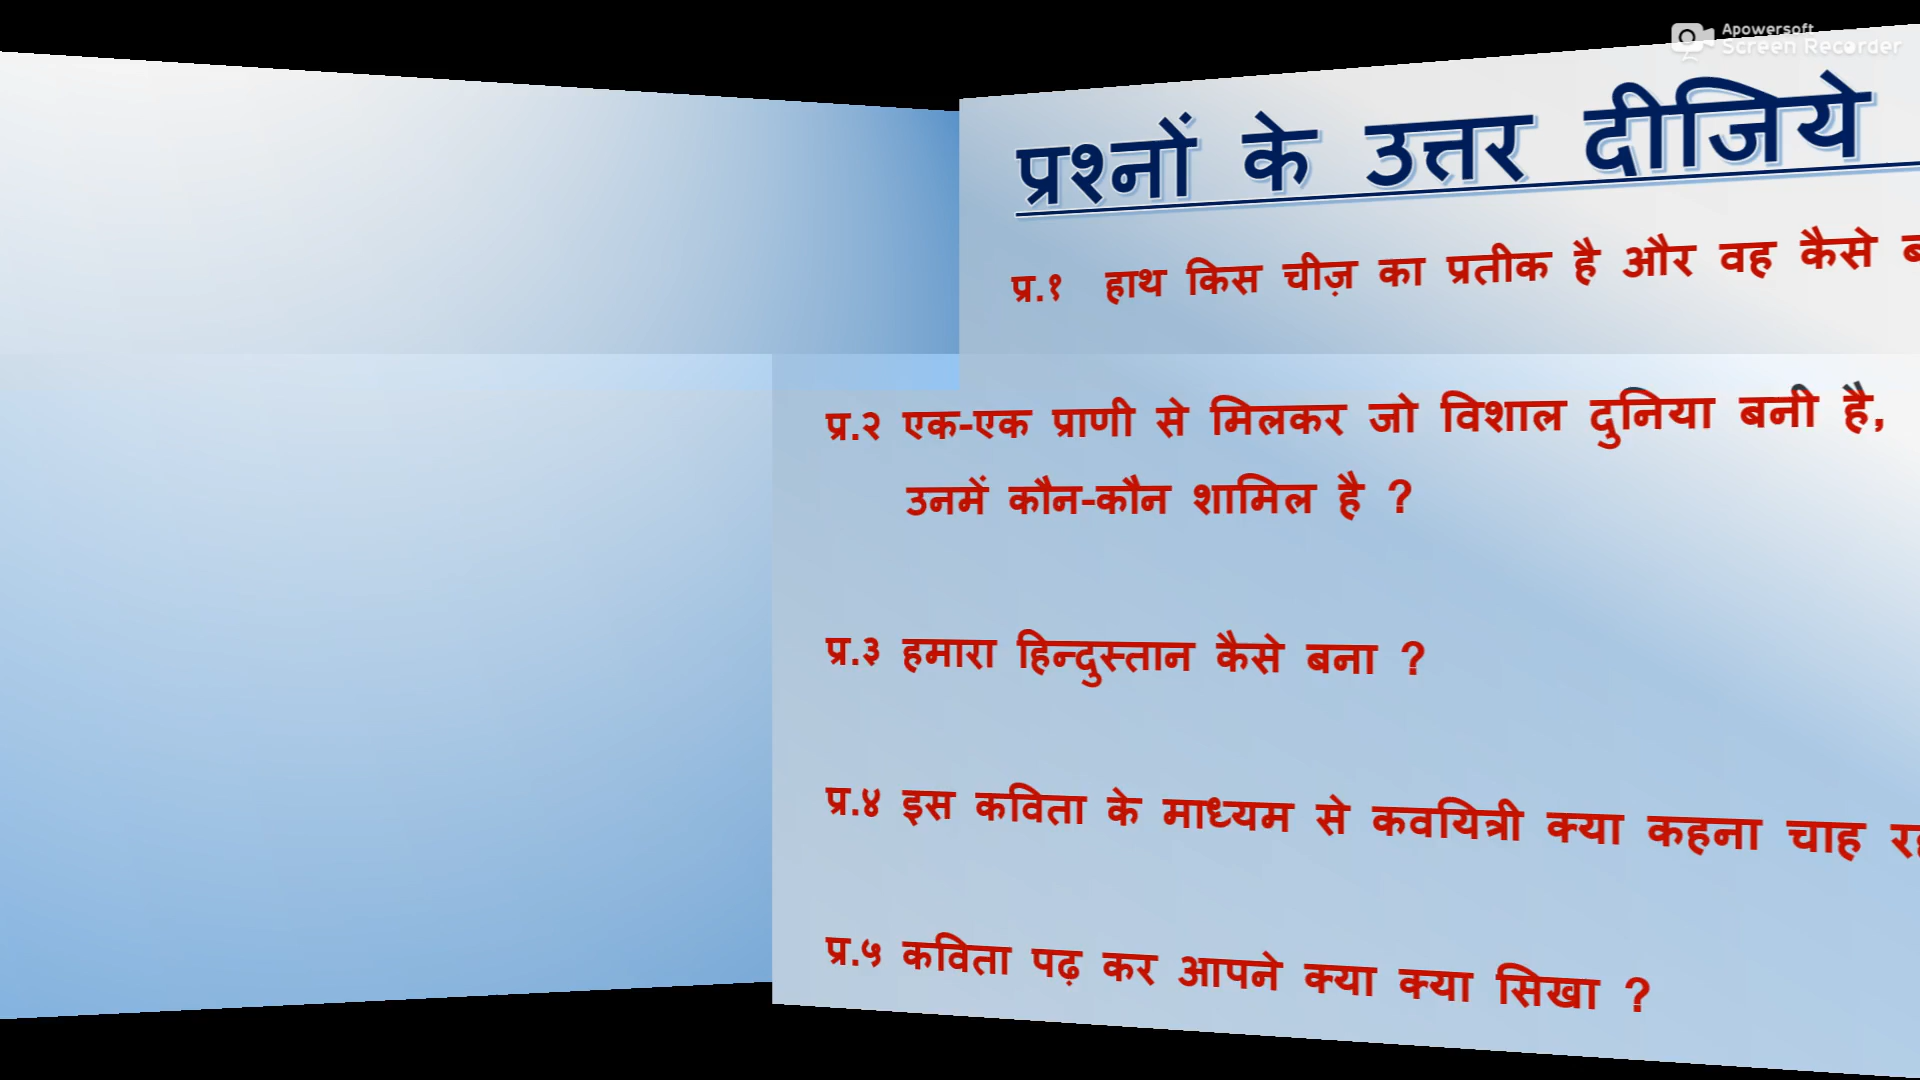 Apowersoft
Screen Recorder
प्रश्नों के उत्तर दीजिये
प्र.१ हाथ किस चीज़ का प्रतीक है और वह कैसे
प्र.२ एक-एक प्राणी से मिलकर जो विशाल दुनिया बनी है,
उनमें कौन-कौन शामिल है ?
प्र.३ हमारा हिन्दुस्तान कैसे बना ?
प्र.४ इस कविता के माध्यम से कवयित्री क्या कहना चाह
प्र.५ कविता पढ़ कर आपने क्या क्या सिखा ?